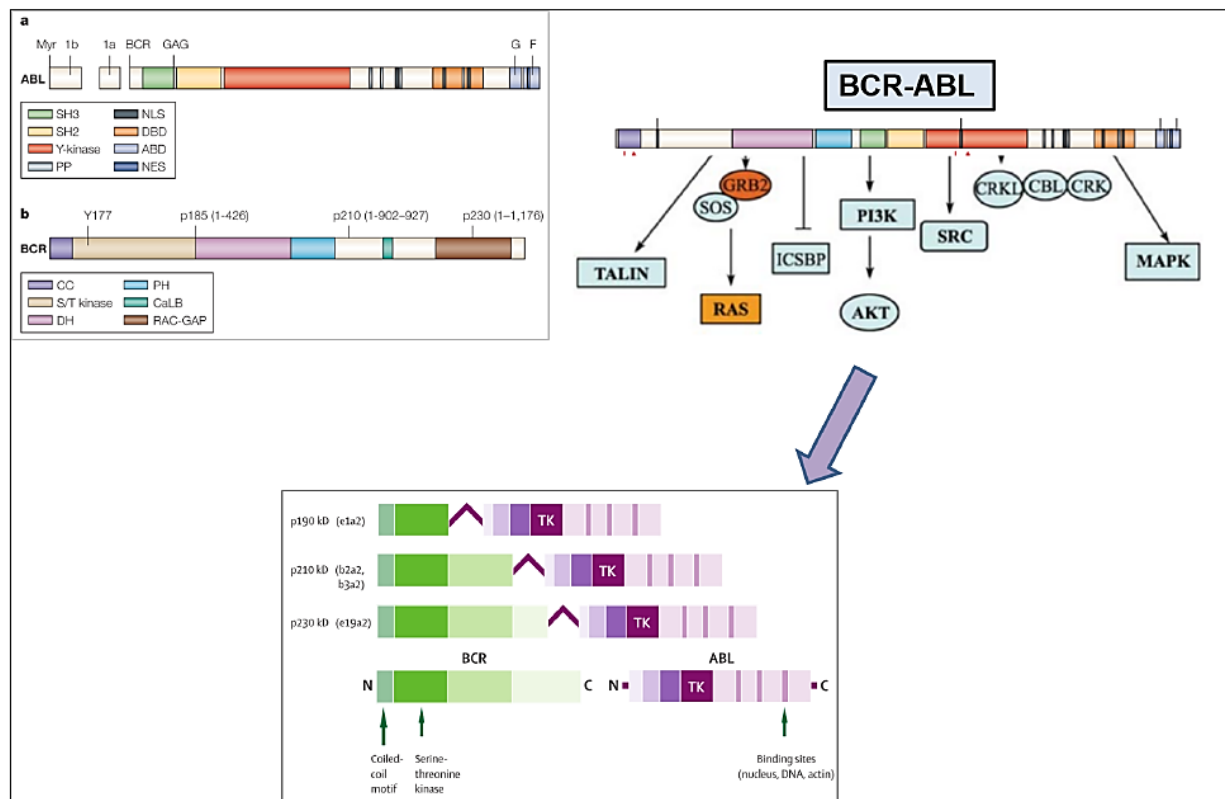 a
Myr 1b 1a BCR GAG G F
ABL
SH3 NLS
SH2 DBD
Y-kinase ABD
PP NES
b
Y177 p185 (1–426) p210 (1-902–927) p230 (1–1,176)
BCR
CC PH
S/T kinase CaLB
DH RAC-GAP
BCR-ABL
GRB2
SOS
CRKL CBL CRK
PI3K
SRC
ICSBP
TALIN
MAPK
RAS
AKT
p190 kD (e1a2) TK
p210 kD (b2a2,
b3a2)
TK
p230 kD (e19a2) TK
BCR ABL
N C N TK C
Coiled-
coil
motif
Serine-
threonine
kinase
Binding sites
(nucleus, DNA, actin)